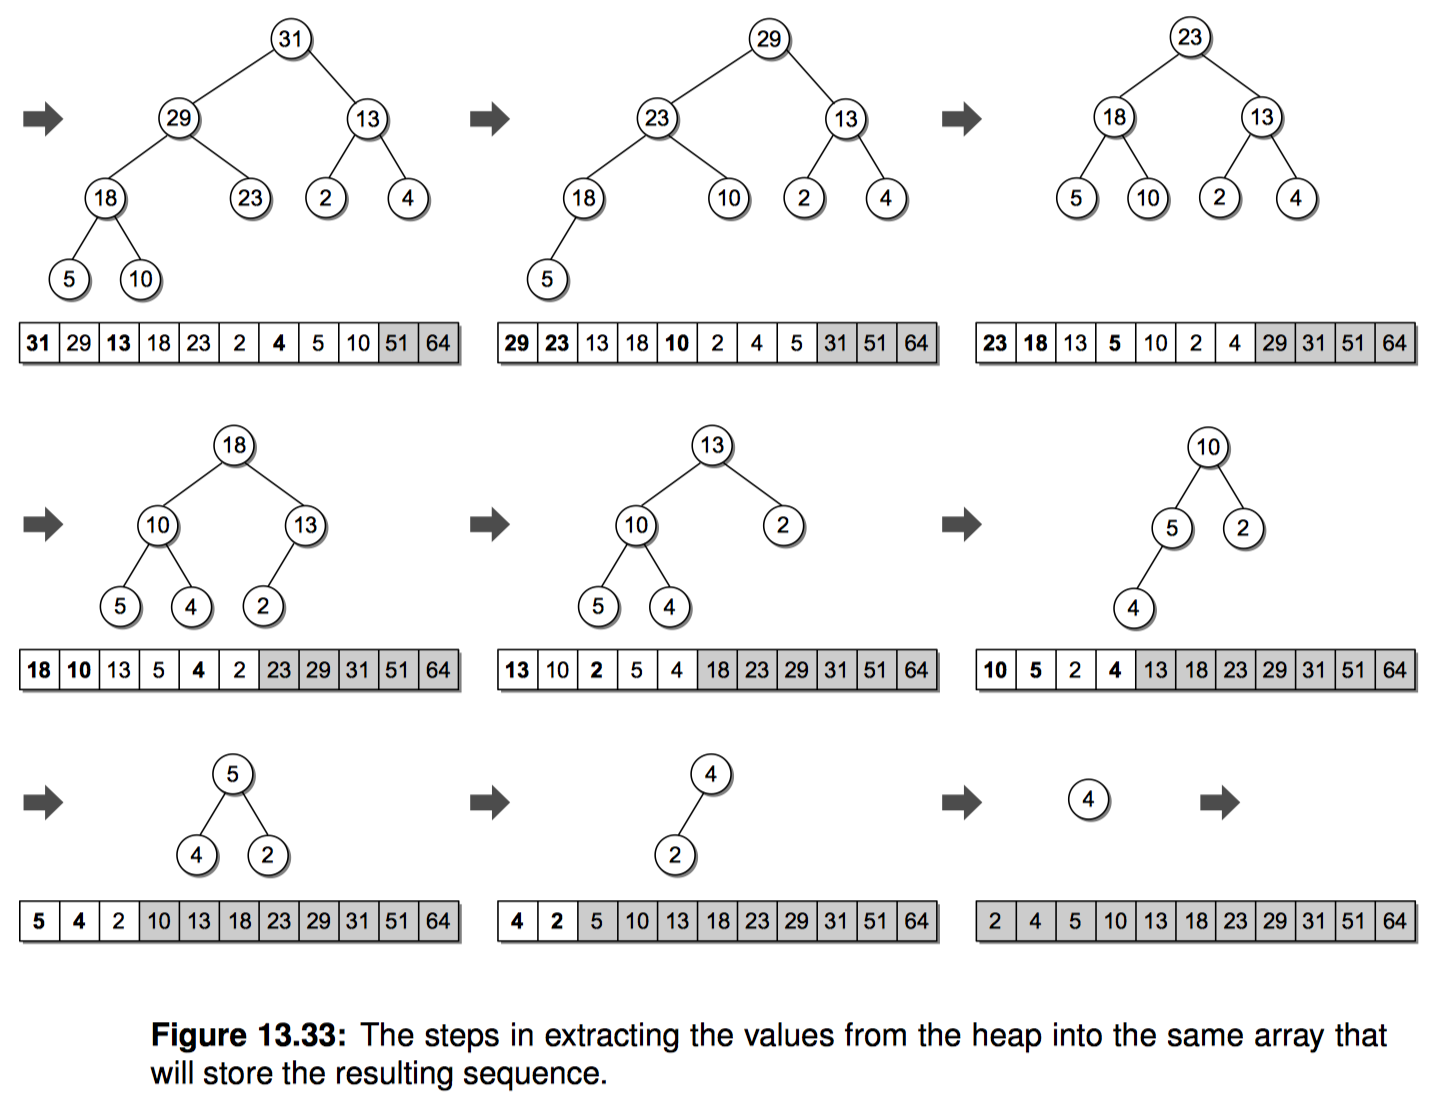 31
29 13
18 23 2 4
5 10
31 29 13 18 23 2 4 5 10 51 64
29
23 13
18 10 2 4
5
29 23 13 18 10 2 4 5 31 51 64
23
18 13
5 10 2 4
23 18 13 5 10 2 4 29 31 51 64
18
10 13
5 4 2
18 10 13 5 4 2 23 29 31 51 64
13
10 2
5 4
13 10 2 5 4 18 23 29 31 51 64
10
5 2
4
10 5 2 4 13 18 23 29 31 51 64
5
4 2
5 4 2 10 13 18 23 29 31 51 64
4
2
4 2 5 10 13 18 23 29 31 51 64
4
2 4 5 10 13 18 23 29 31 51 64
Figure 13.33: The steps in extracting the values from the heap into the same array that
will store the resulting sequence.